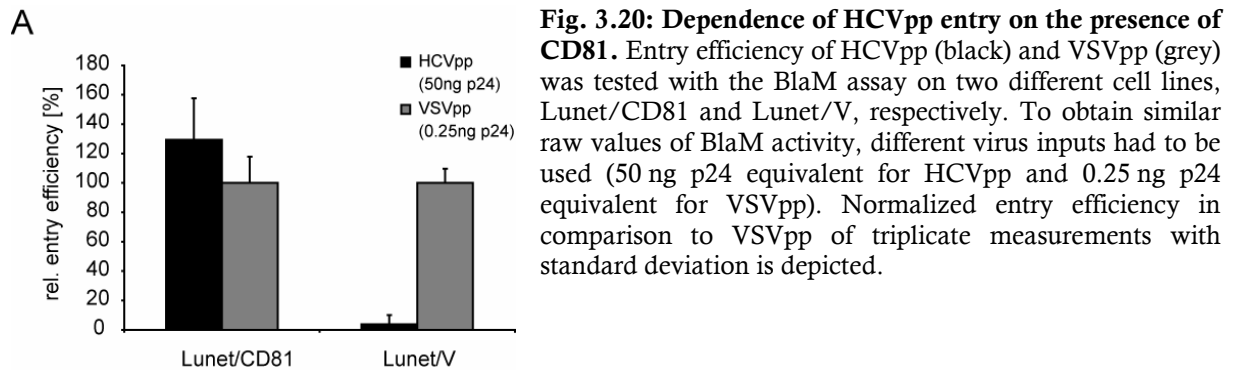 A
180
160
140
120
100
80
60
40
20
0
rel. entry efficiency [%]
HCVpp
(50ng p24)
VSVpp
(0.25ng p24)
Lunet/CD81
Lunet/V
Fig. 3.20: Dependence of HCVpp entry on the presence of
CD81. Entry efficiency of HCVpp (black) and VSVpp (grey)
was tested with the BlaM assay on two different cell lines,
Lunet/CD81 and Lunet/V, respectively. To obtain similar
raw values of BlaM activity, different virus inputs had to be
used (50 ng p24 equivalent for HCVpp and 0.25 ng p24
equivalent for VSVpp). Normalized entry efficiency in
comparison to VSVpp of triplicate measurements with
standard deviation is depicted.